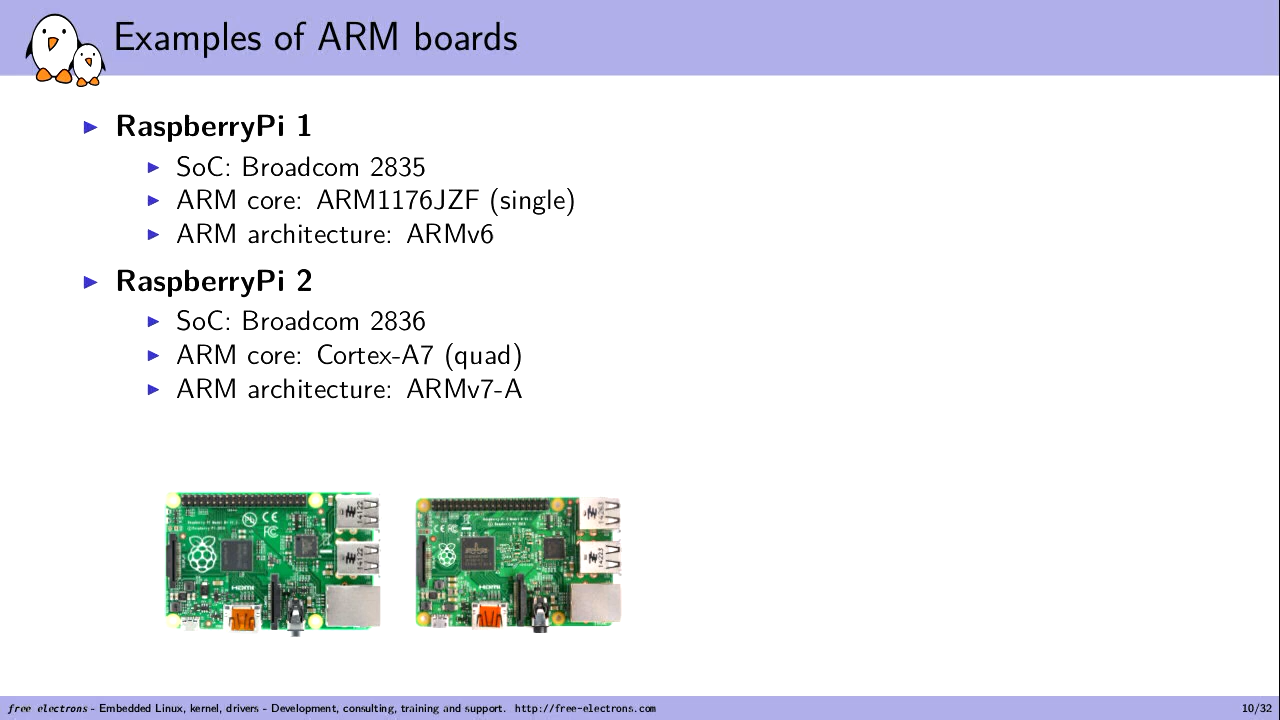 Examples of ARM boards
RaspberryPi 1
SoC: Broadcom 2835
ARM core: ARM1176JZF (single)
ARM architecture: ARMv6
RaspberryPi 2
SoC: Broadcom 2836
ARM core: Cortex-A7 (quad)
ARM architecture: ARMv7-A
HDMI
HDMI
free electrons - Embedded Linux, kernel, drivers - Development, consulting, training and support. http://free-electrons.com
10/32